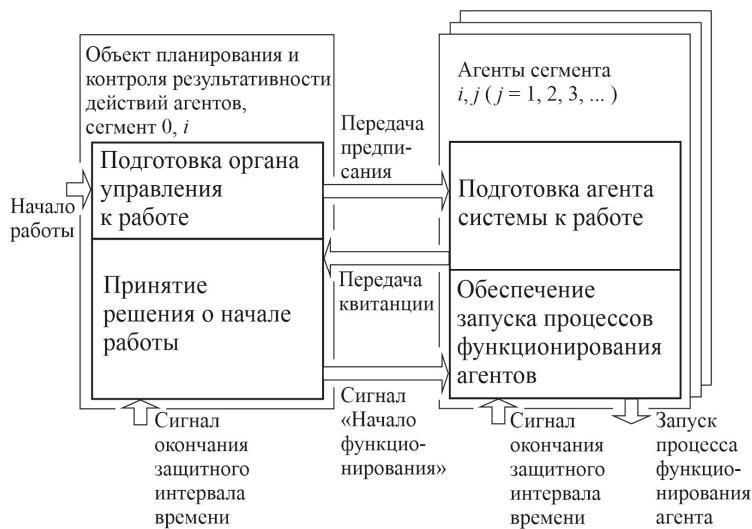 Объект планирования и
контроля результативности
действий агентов,
сегмент 0, i
Подготовка органа
управления
к работе
Начало
работы
Принятие
решения о начале
работы
Сигнал
окончания
защитного
интервала
времени
Передача
предпи-
сания
Передача
квитанции
Сигнал
«Начало
функцио-
нирования»
Агенты сегмента
i, j ( j = 1, 2, 3, ... )
Подготовка агента
системы к работе
Обеспечение
запуска процессов
функционирования
агентов
Сигнал
окончания
защитного
интервала
времени
Запуск
процесса
функцио-
нирования
агента